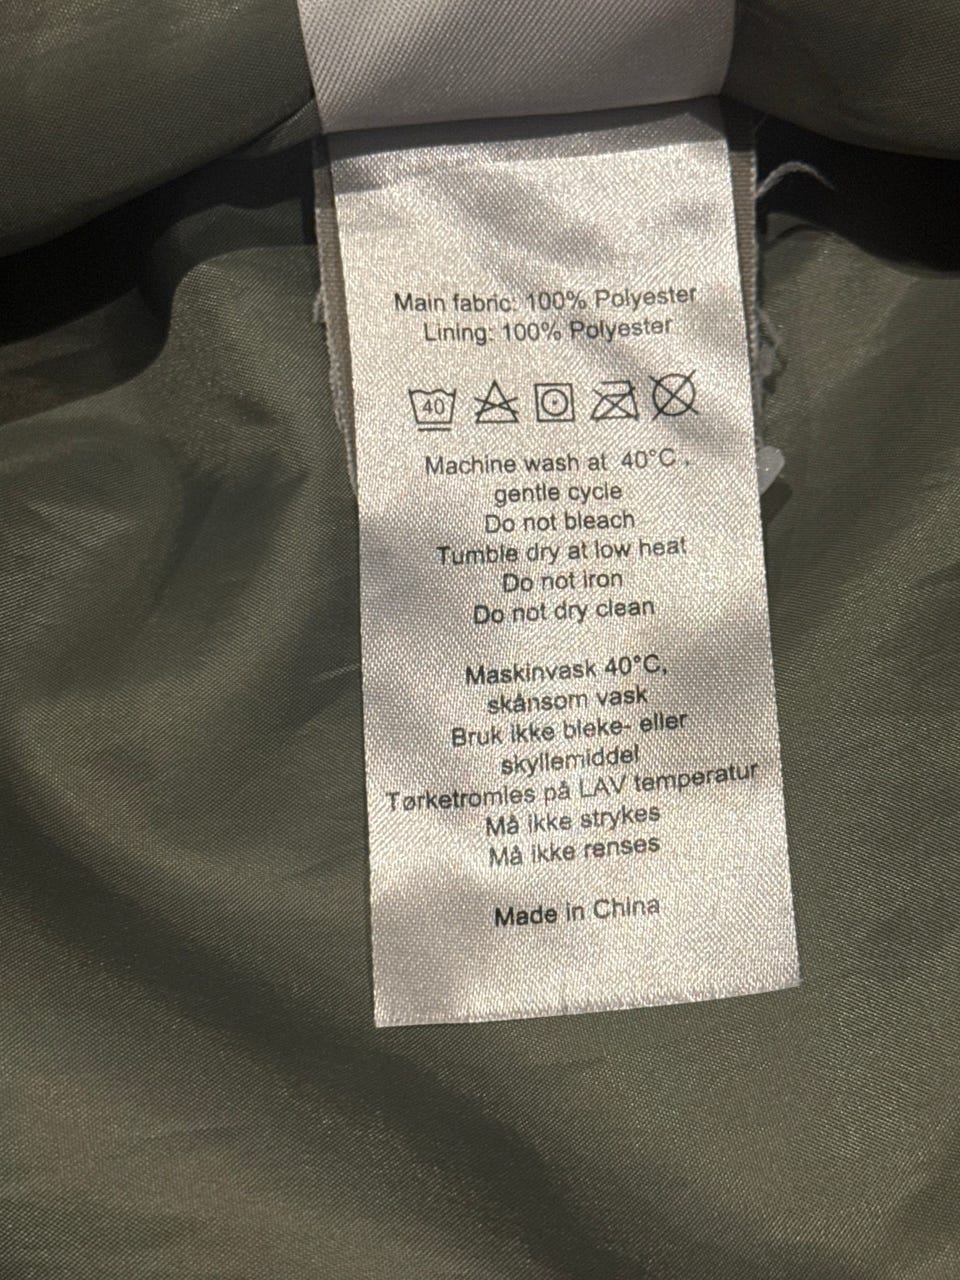 Main fabric: 100% Polyester
Lining: 100% Polyester
40
Machine wash at 40°C,
gentle cycle
Do not bleach
Tumble dry at low heat
Do not iron
Do not dry clean
Maskinvask 40°C,
skånsom vask
Bruk ikke bleke- eller
skyllemiddel
Tørketromles på LAV temperatur
Må ikke strykes
Må ikke renses
Made in China